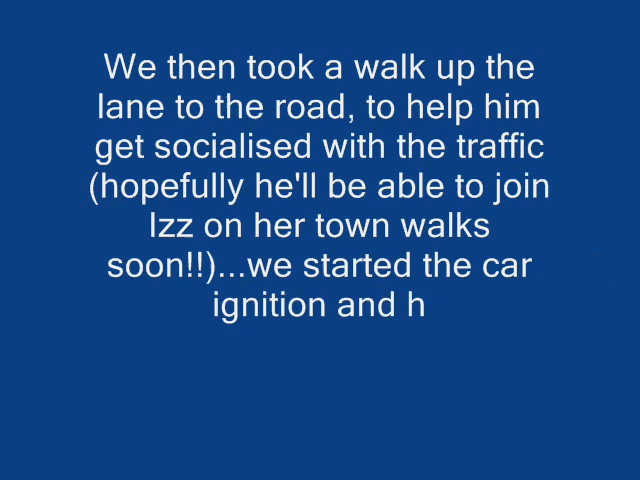 We then took a walk up the
lane to the road, to help him
get socialised with the traffic
(hopefully he'll be able to join
Izz on her town walks
soon!!)...we started the car
ignition and h